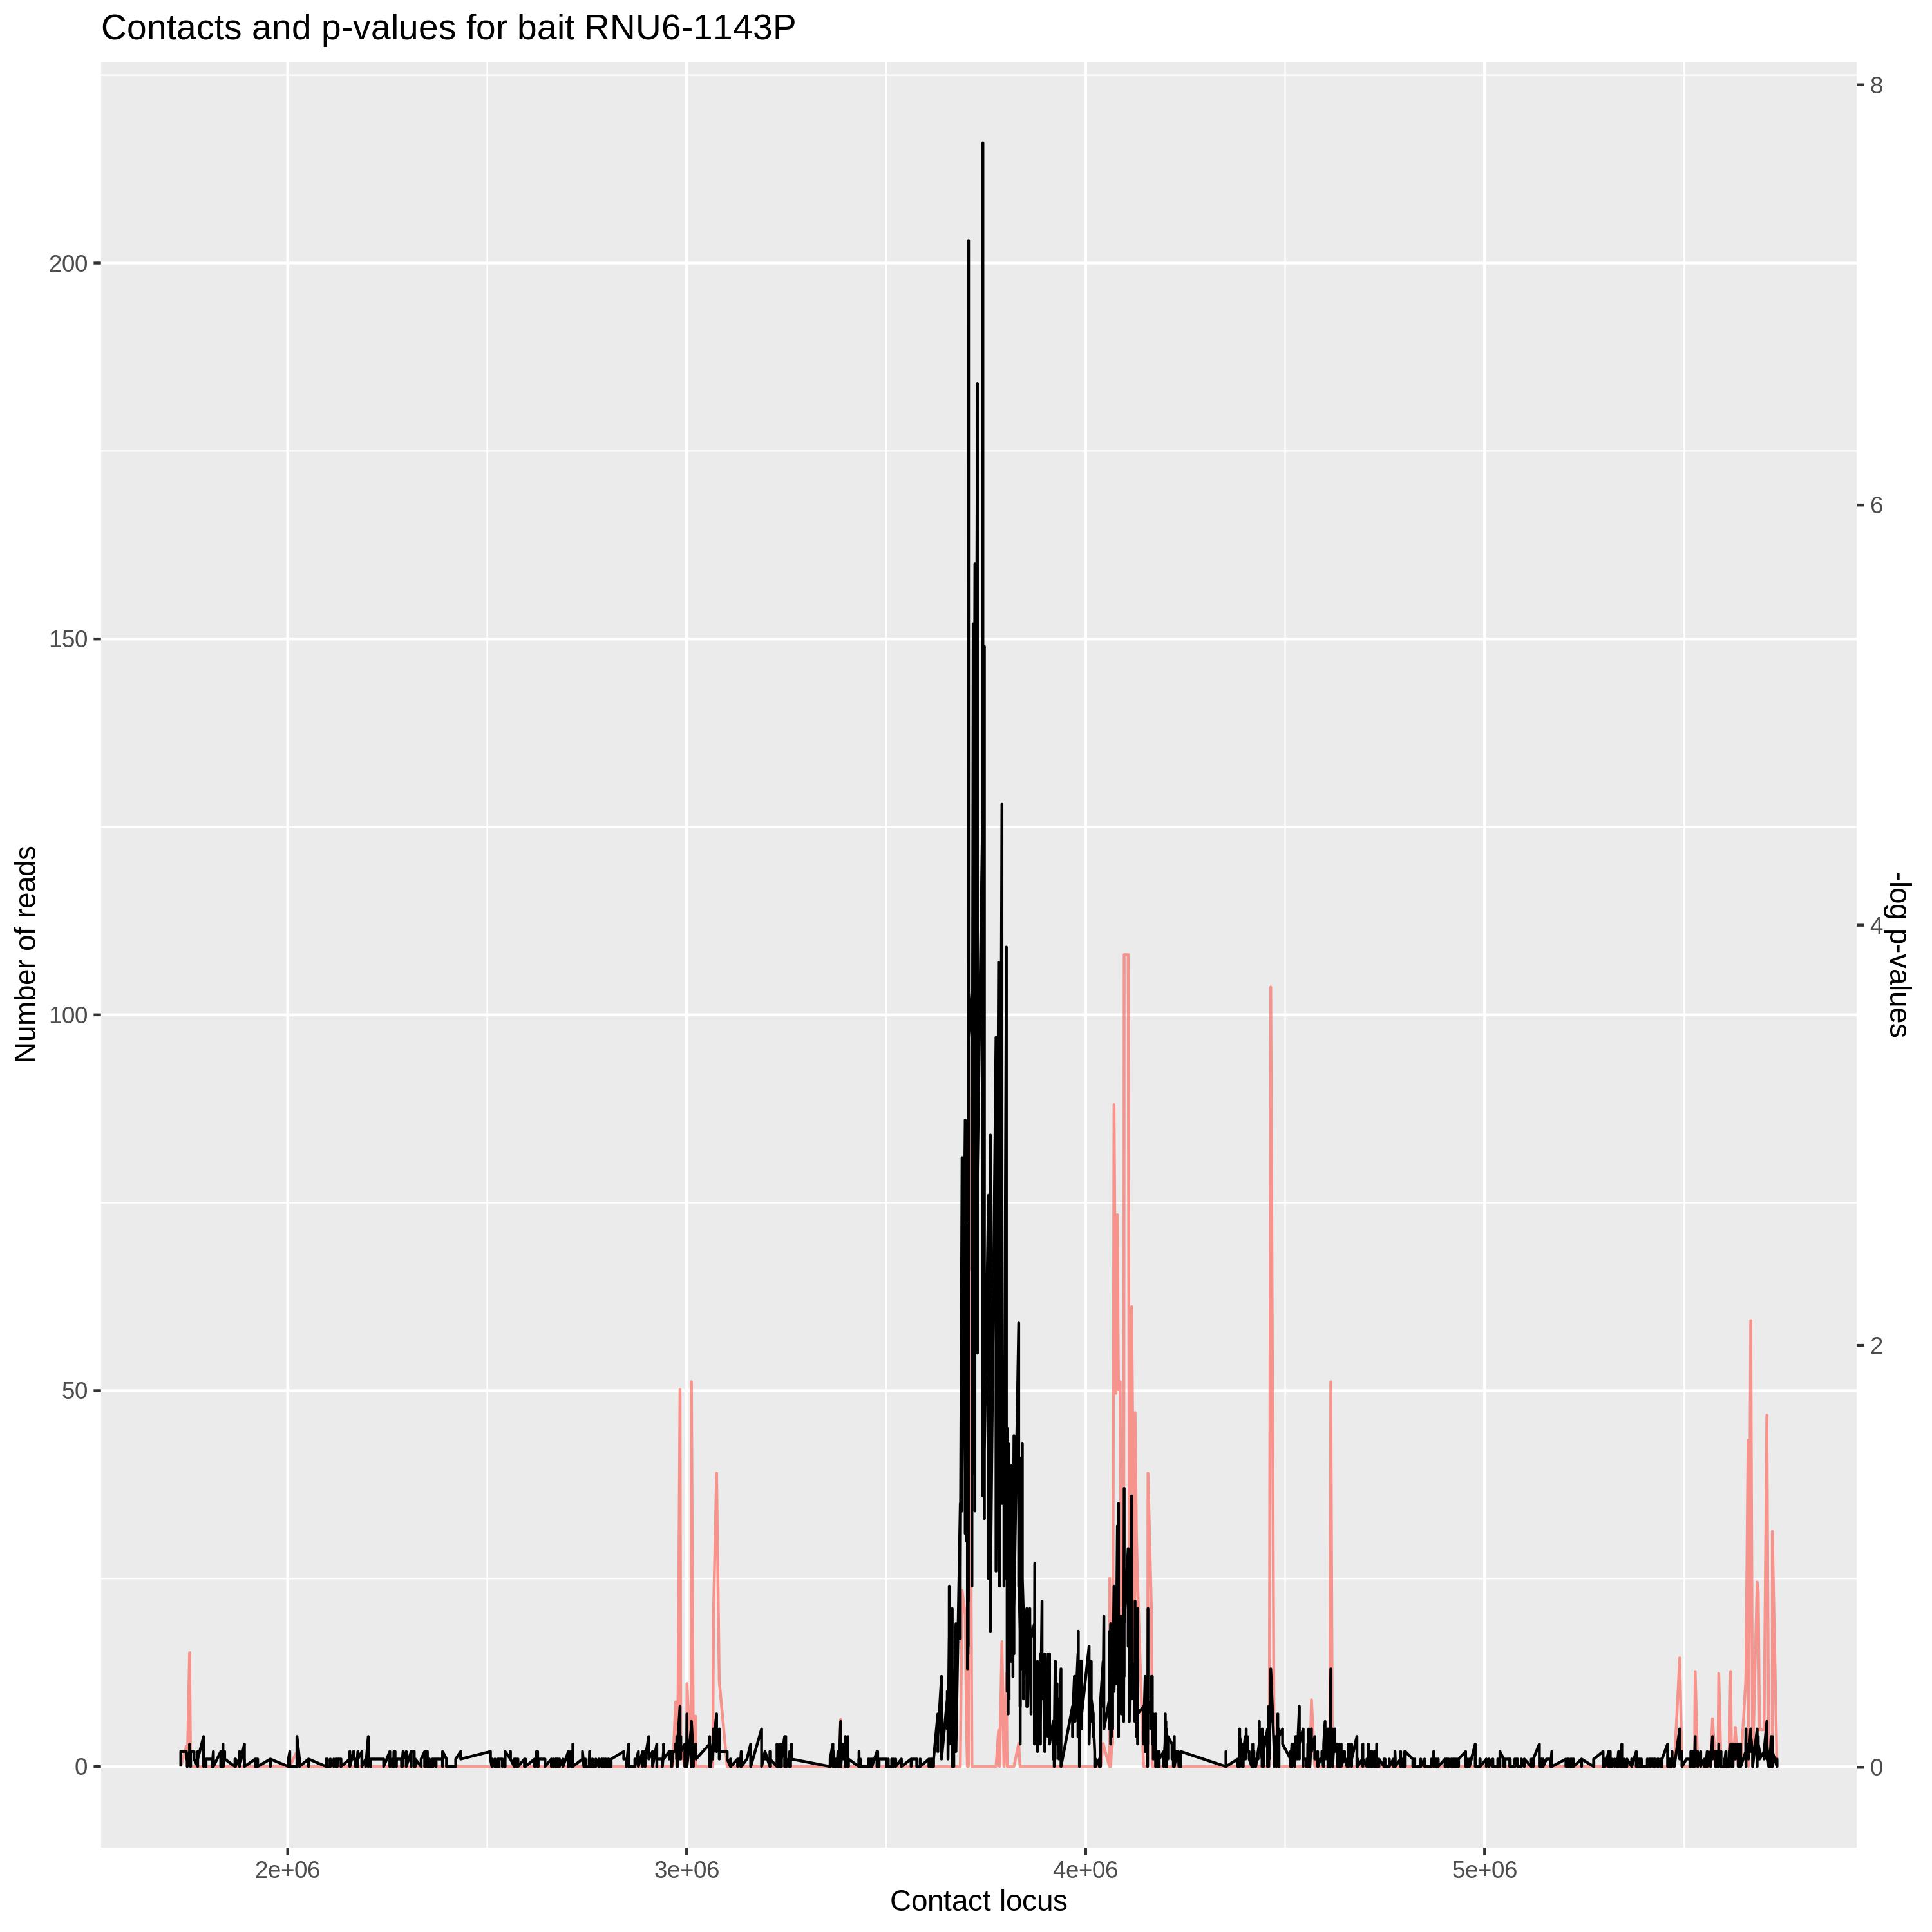 Contacts and p-values for bait RNU6-1143P
200
150
100
50
0
Number of reads
8
6
4
2
0
-log p-values
2e+06
3e+06
4e+06
5e+06
Contact locus